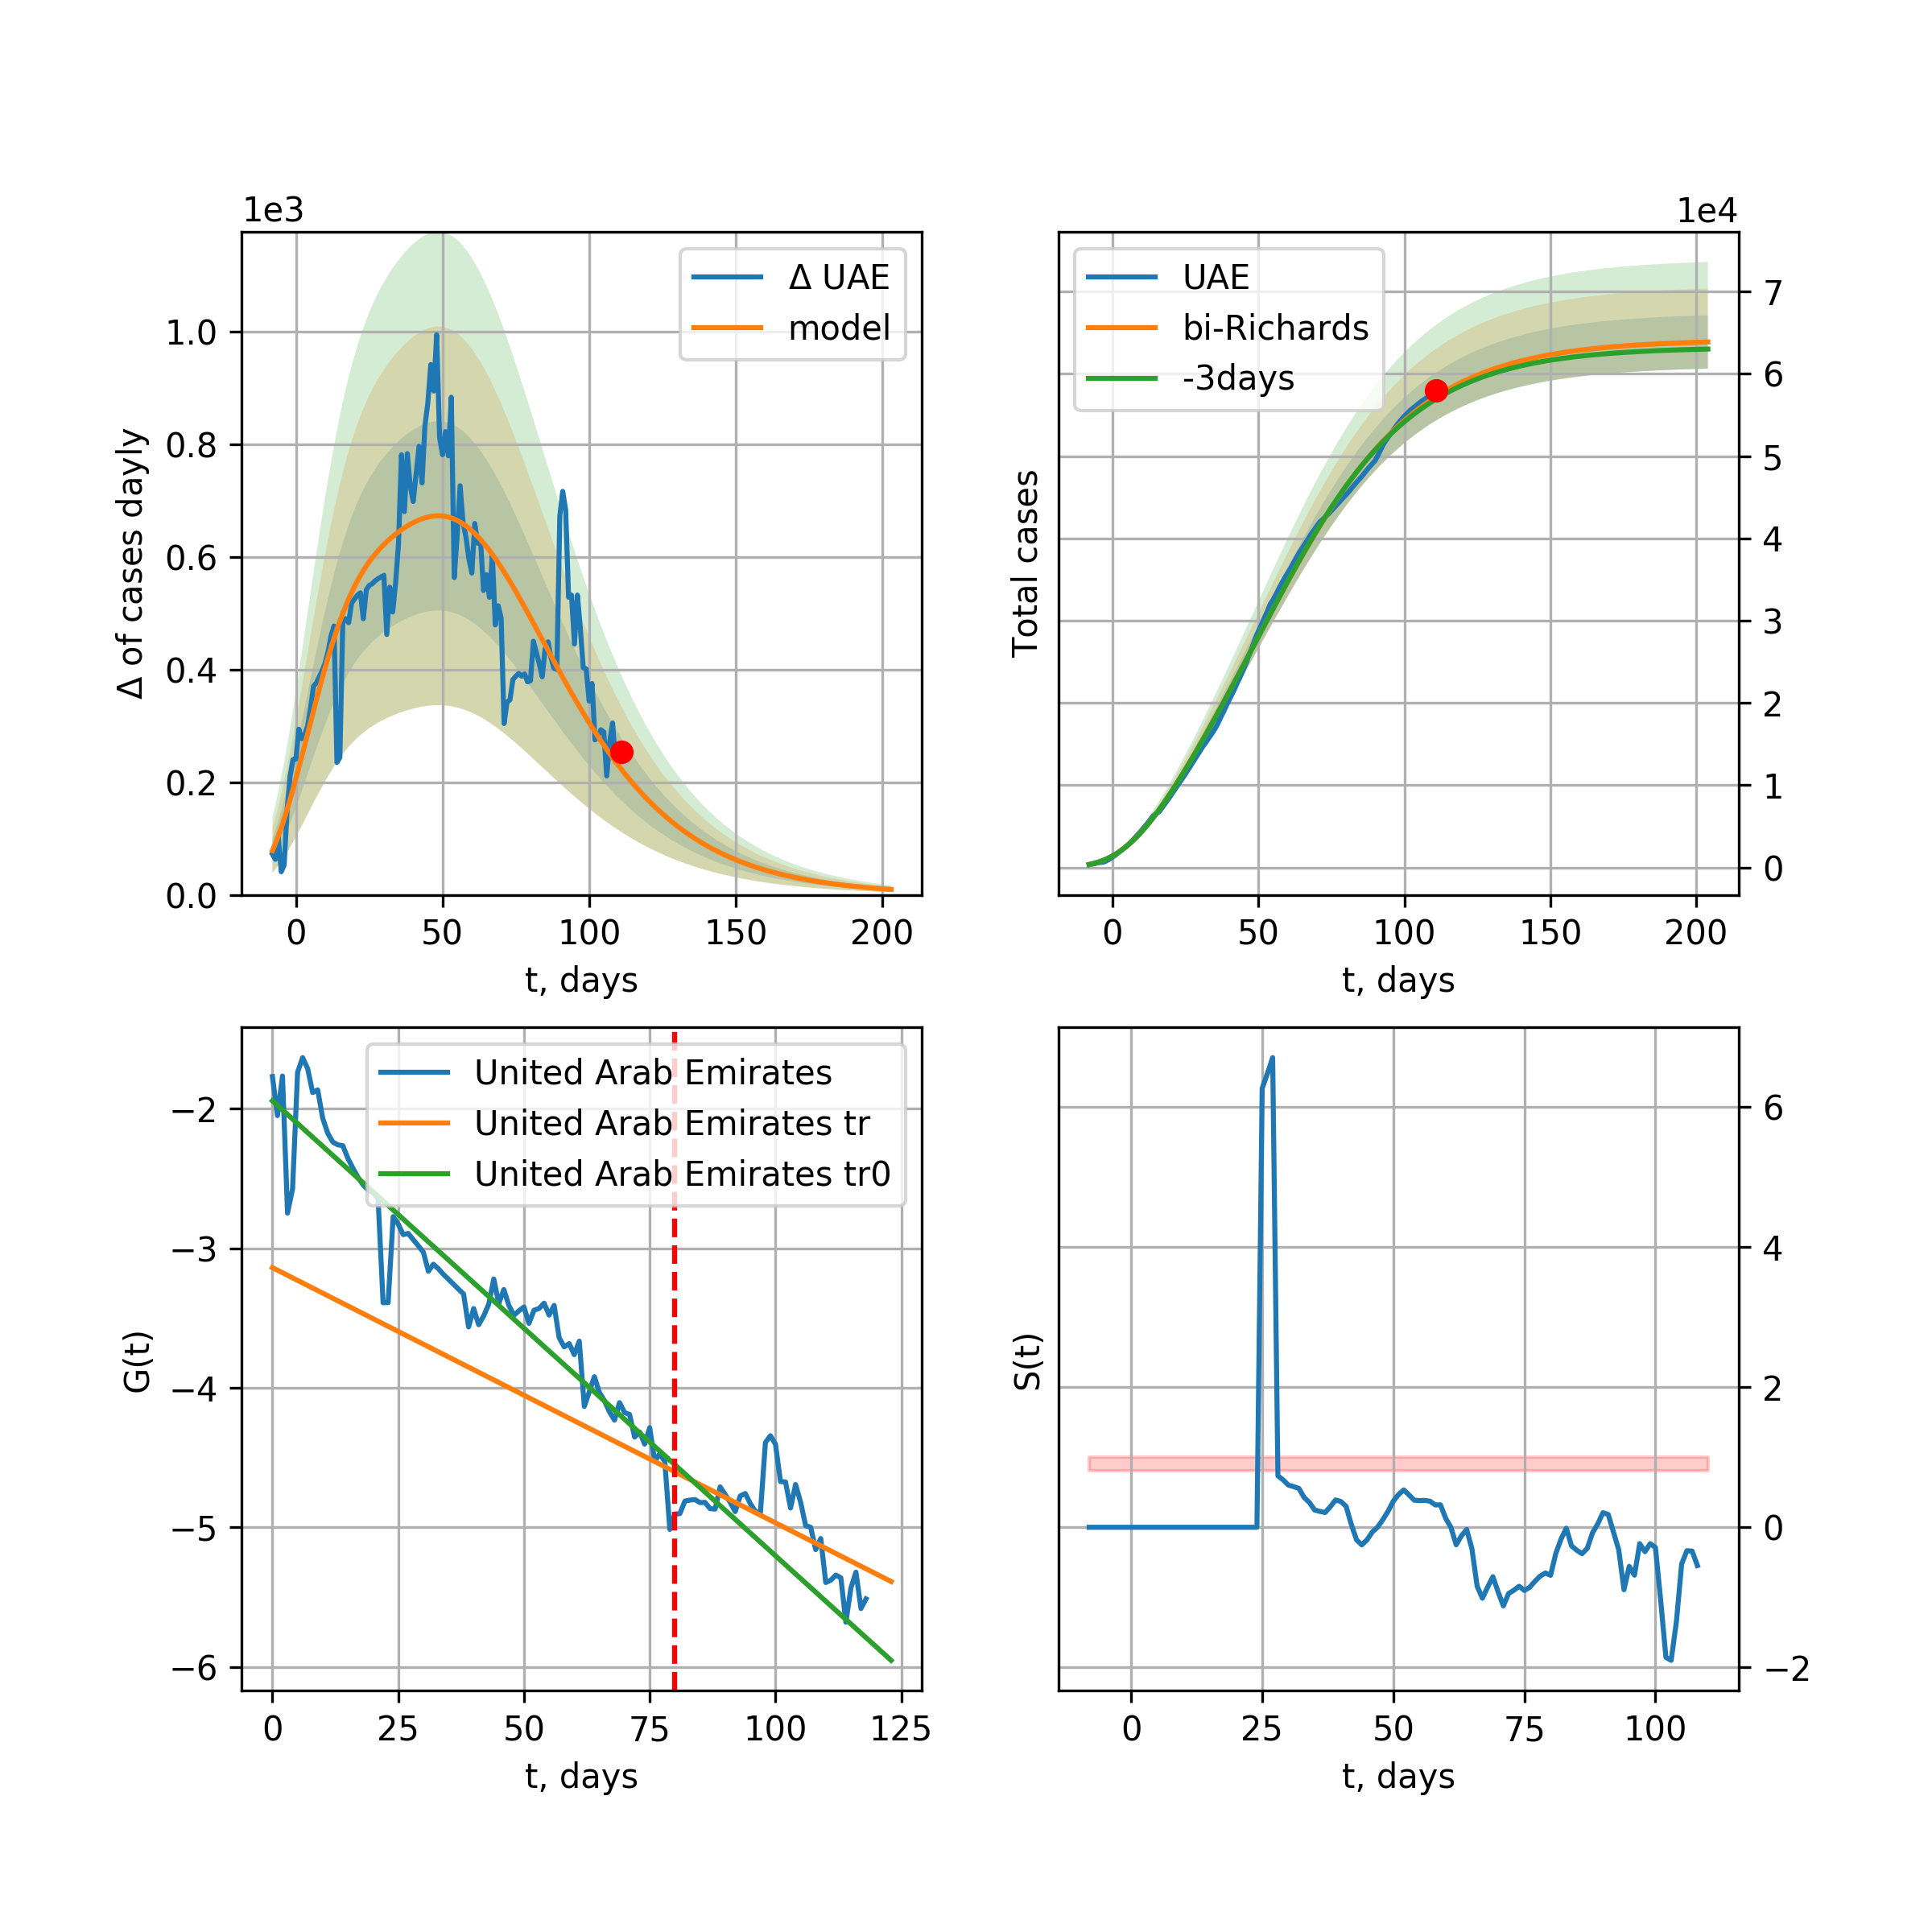 1e3
Δ UAE
model
1.0
0.8
0.6
0.4
0.2
0.0
Δ of cases dayly
0 50 100 150 200
t, days
1e4
UAE
bi-Richards
-3days
7
6
5
4
3
2
1
0
Total cases
0 50 100 150 200
t, days
United Arab Emirates
United Arab Emirates tr
United Arab Emirates tr0
−2
−3
−4
−5
−6
G(t)
0 25 50 75 100 125
t, days
6
4
2
0
−2
S(t)
0 25 50 75 100
t, days